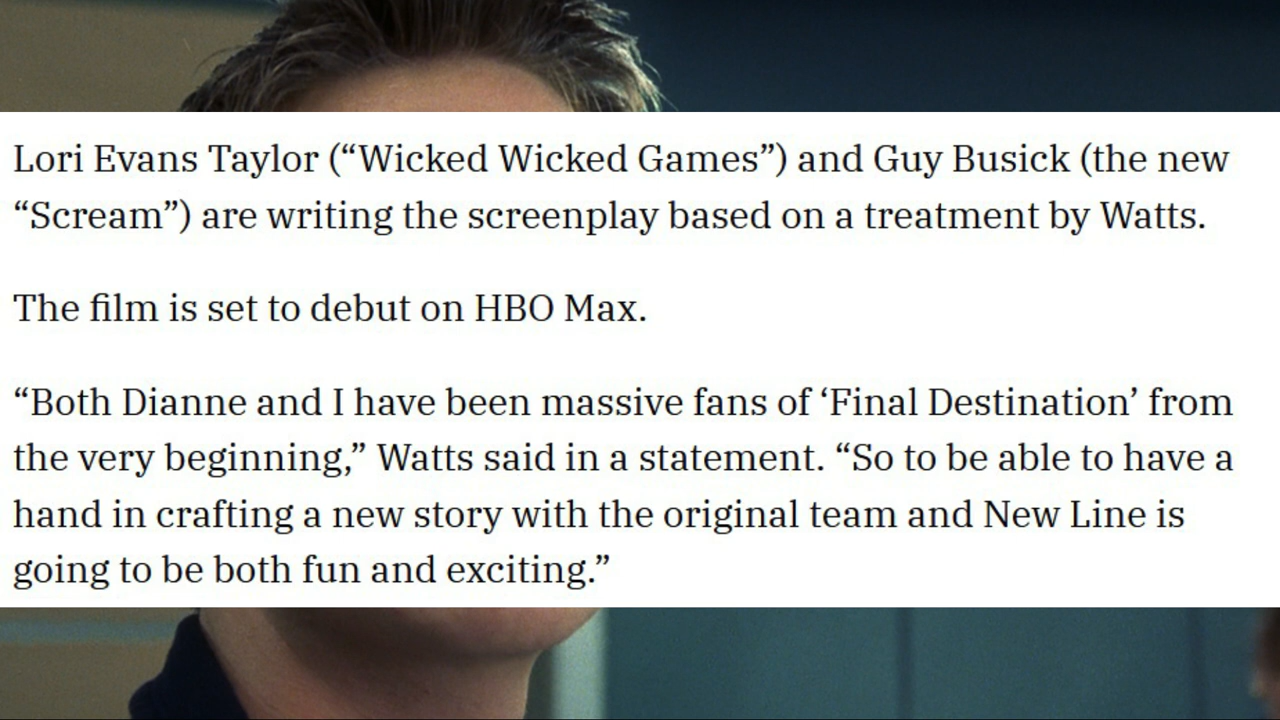 Lori Evans Taylor (“Wicked Wicked Games”) and Guy Busick (the new
“Scream”) are writing the screenplay based on a treatment by Watts.
The film is set to debut on HBO Max.
“Both Dianne and I have been massive fans of ‘Final Destination’ from
the very beginning,” Watts said in a statement. “So to be able to have a
hand in crafting a new story with the original team and New Line is
going to be both fun and exciting.”